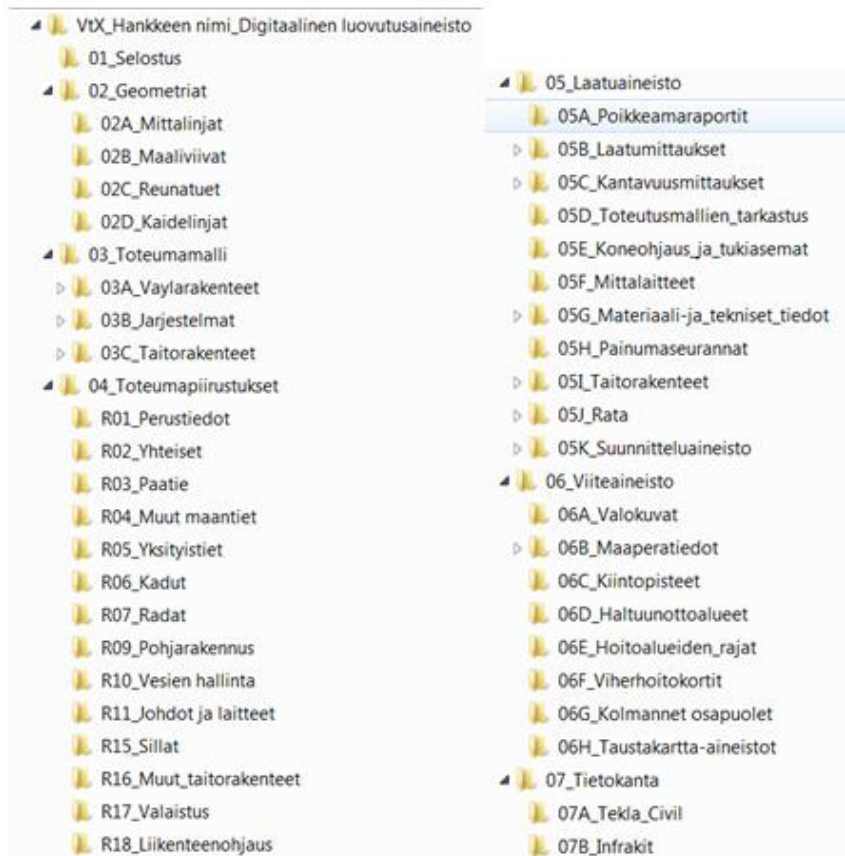 VtX_Hankkeen nimi_Digitaalinen luovutusaineisto
01_Selostus
02_Geometriat
02A_Mittalinjat
02B_Maaliviivat
02C_Reunatuet
02D_Kaidelinjat
03_Toteumamalli
03A_Vaylarakenteet
03B_Jarjestelmat
03C_Taitorakenteet
04_Toteumapiirustukset
R01_Perustiedot
R02_Yhteiset
R03_Paatie
R04_Muut maantiet
R05_Yksityistiet
R06_Kadut
R07_Radat
R09_Pohjarakennus
R10_Vesien hallinta
R11_Johdot ja laitteet
R15_Sillat
R16_Muut_taitorakenteet
R17_Valaistus
R18_Liikenteenohjaus
05_Laatuaineisto
05A_Poikkeamaraportit
05B_Laatumittaukset
05C_Kantavuusmittaukset
05D_Toteutusmallien_tarkastus
05E_Koneohjaus_ja_tukiasemat
05F_Mittalaitteet
05G_Materiaali-ja_tekniset_tiedot
05H_Painumaseurannat
05I_Taitorakenteet
05J_Rata
05K_Suunnitteluaineisto
06_Viiteaineisto
06A_Valokuvat
06B_Maaperatiedot
06C_Kiintopisteet
06D_Haltuunottoalueet
06E_Hoitoalueiden_rajat
06F_Viherhoitokortit
06G_Kolmannet osapuolet
06H_Taustakartta-aineistot
07_Tietokanta
07A_Tekla_Civil
07B_Infrakit